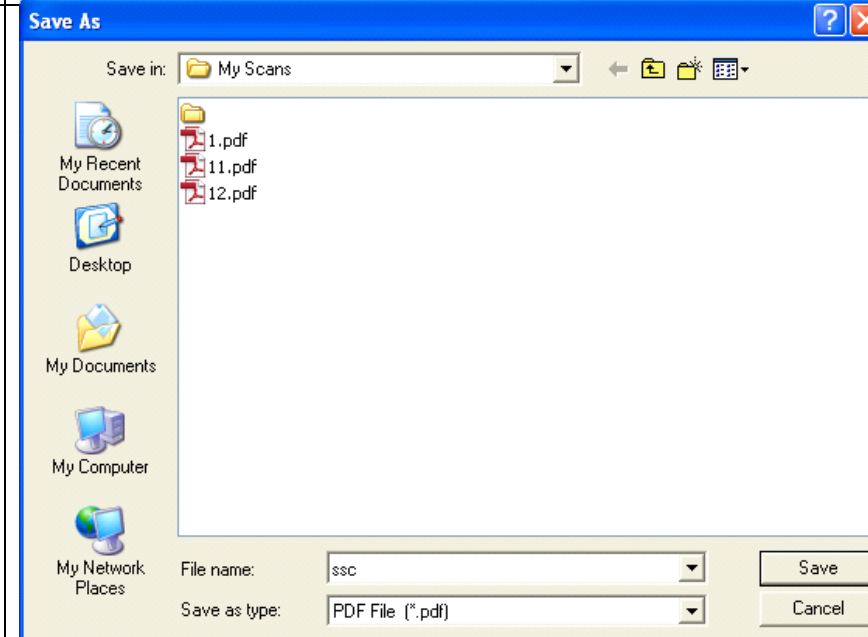 Save As
Save in: My Scans
My Recent
Documents
Desktop
My Documents
My Computer
My Network
Places
1.pdf
11.pdf
12.pdf
File name: ssc
Save
Save as type: PDF File (*.pdf)
Cancel